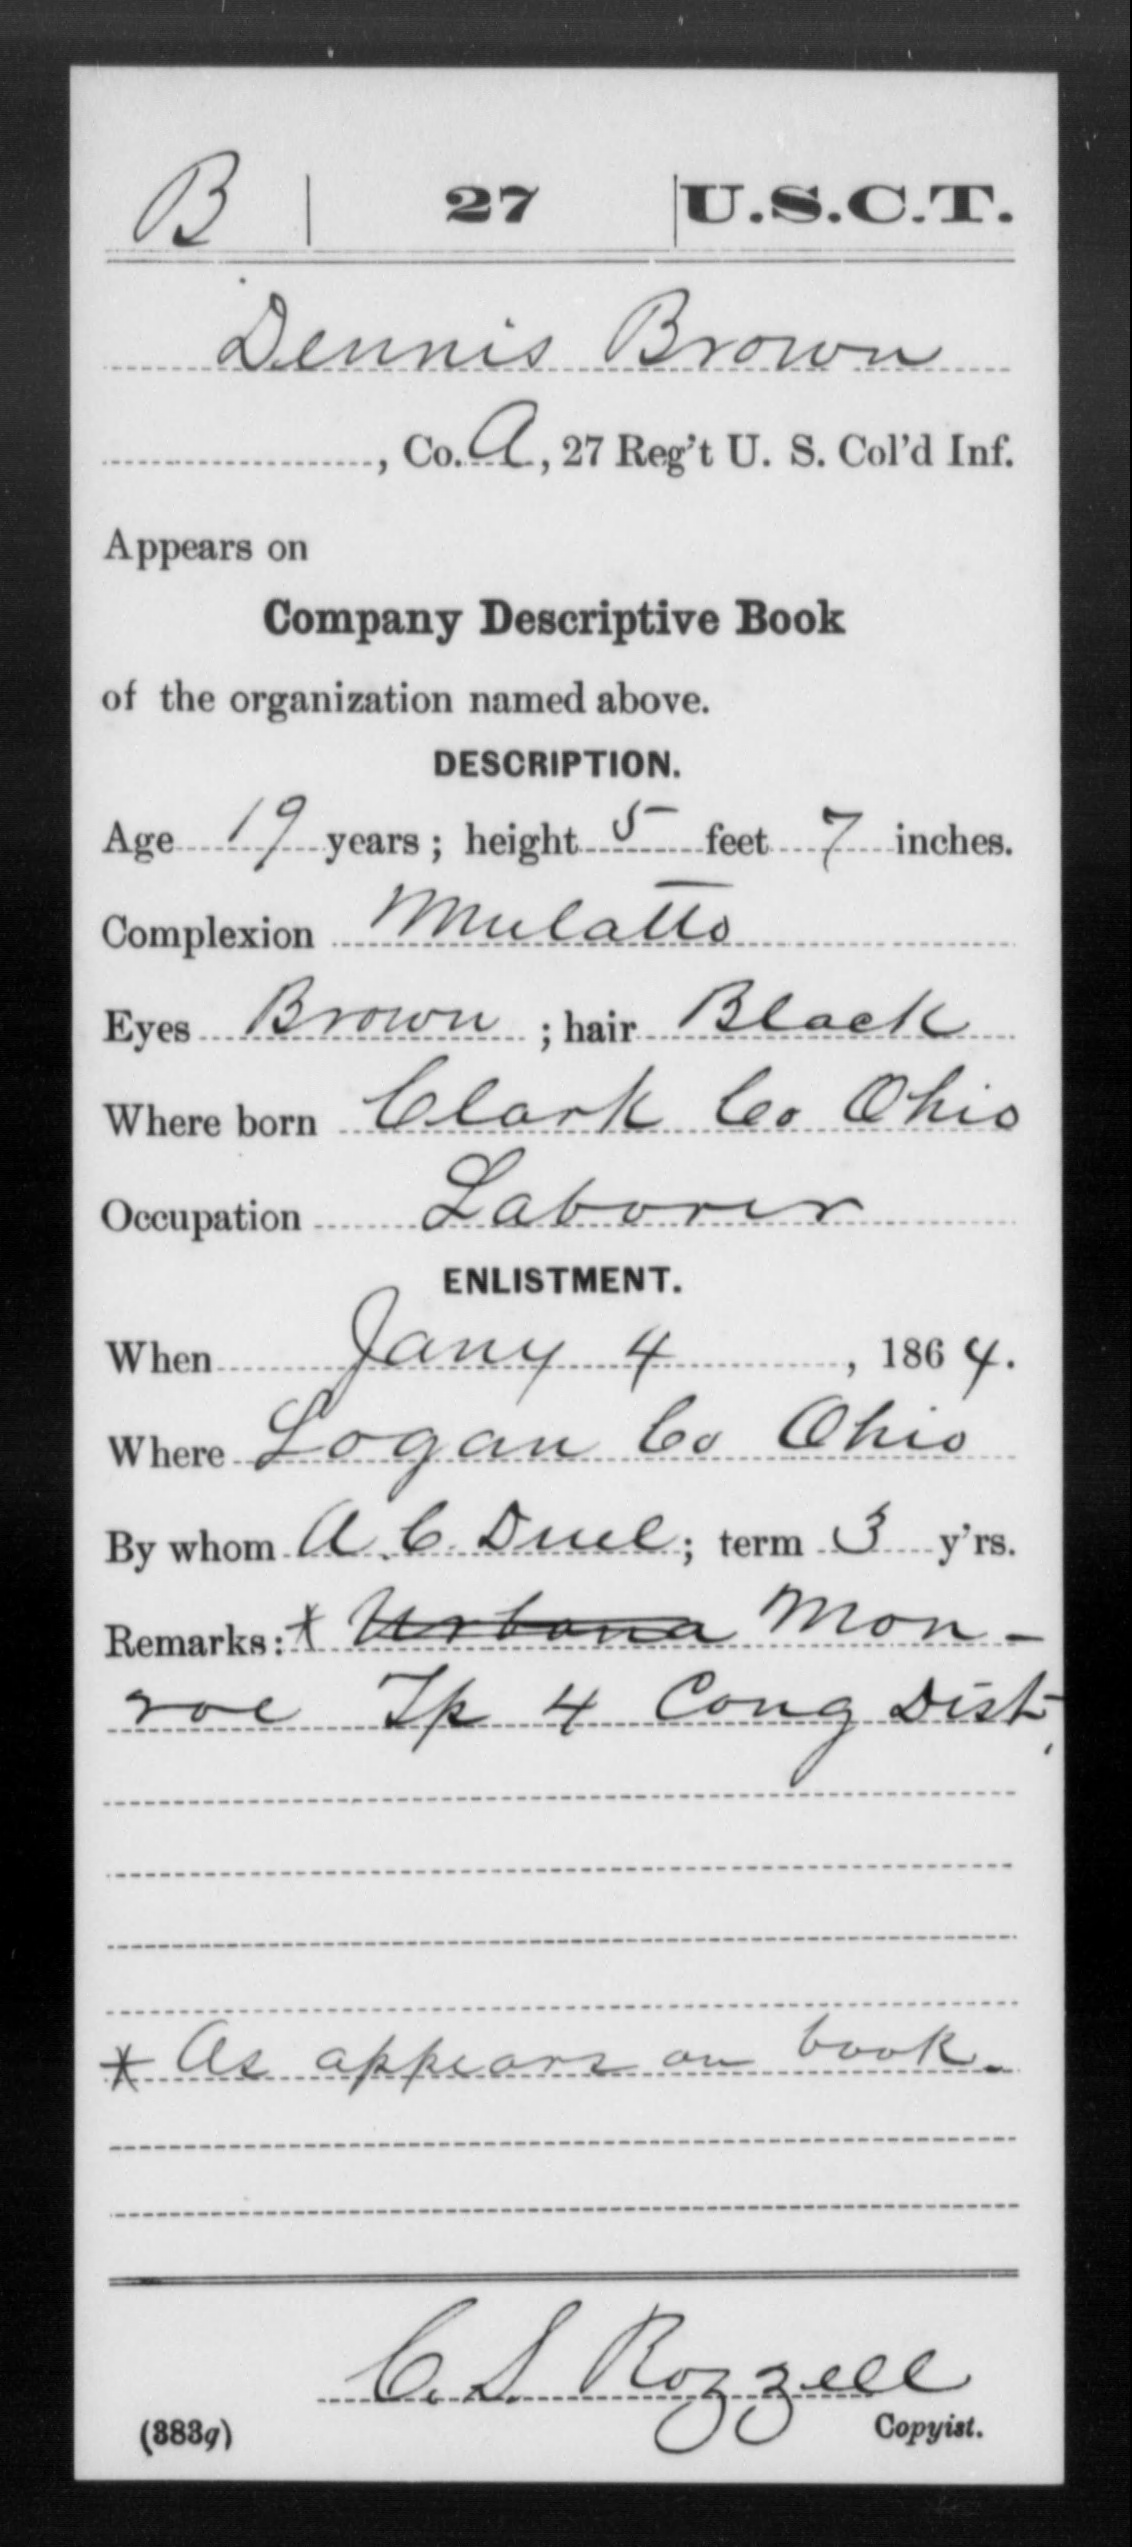 B | 27 | U.S.C.T.
Dennis Brown
, Co. A, 27 Reg't U. S. Col'd Inf.
Appears on
Company Descriptive Book
of the organization named above.
DESCRIPTION.
Age 19 years; height 5 feet 7 inches.
Complexion Mulatto
Eyes Brown; hair Black
Where born Clark Co Ohio
Occupation Laborer
ENLISTMENT.
When Jany 4, 1864.
Where Logan Co Ohio
By whom A. C. Duel; term 3 y'rs.
Remarks: * Urbana Mon-
roe Tp 4 Cong Dist
* As appears on book.
C. S. Rozzell
(383g) Copyist.